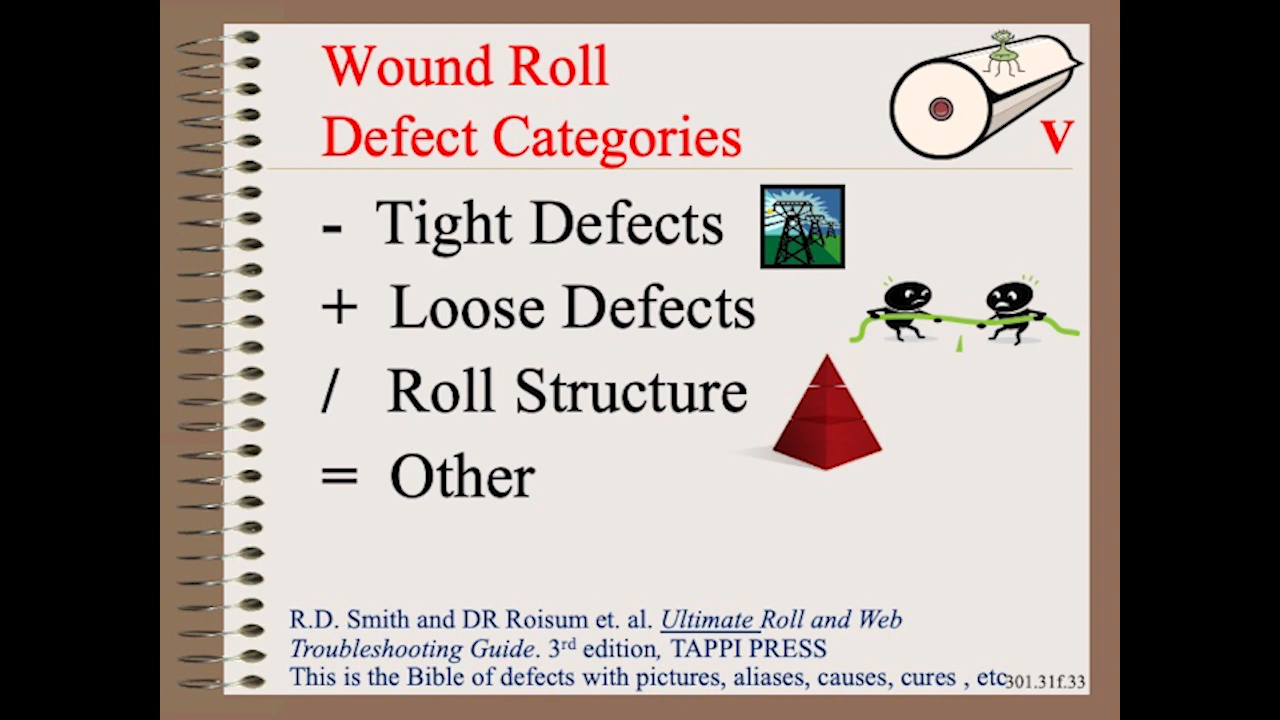 Wound Roll
Defect Categories
V
- Tight Defects
+ Loose Defects
/ Roll Structure
= Other
R.D. Smith and DR Roisum et. al. Ultimate Roll and Web
Troubleshooting Guide. 3rd edition, TAPPI PRESS
This is the Bible of defects with pictures, aliases, causes, cures , etc
301.31f.33